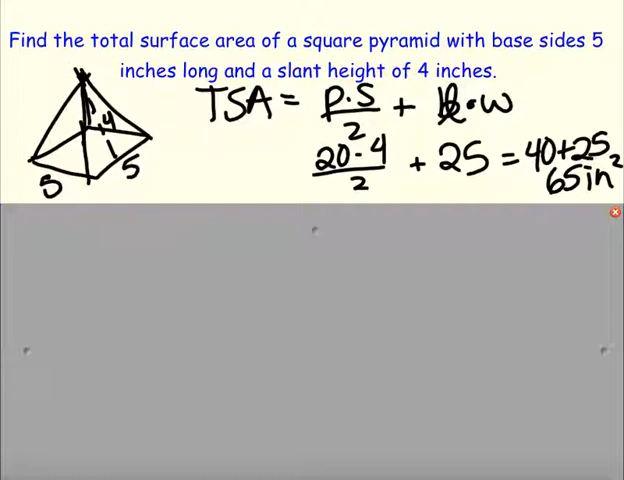 Find the total surface area of a square pyramid with base sides 5
inches long and a slant height of 4 inches.
TSA = P·S/2 + l·w
20·4/2 + 25 = 40+25
65in²
4
5 5